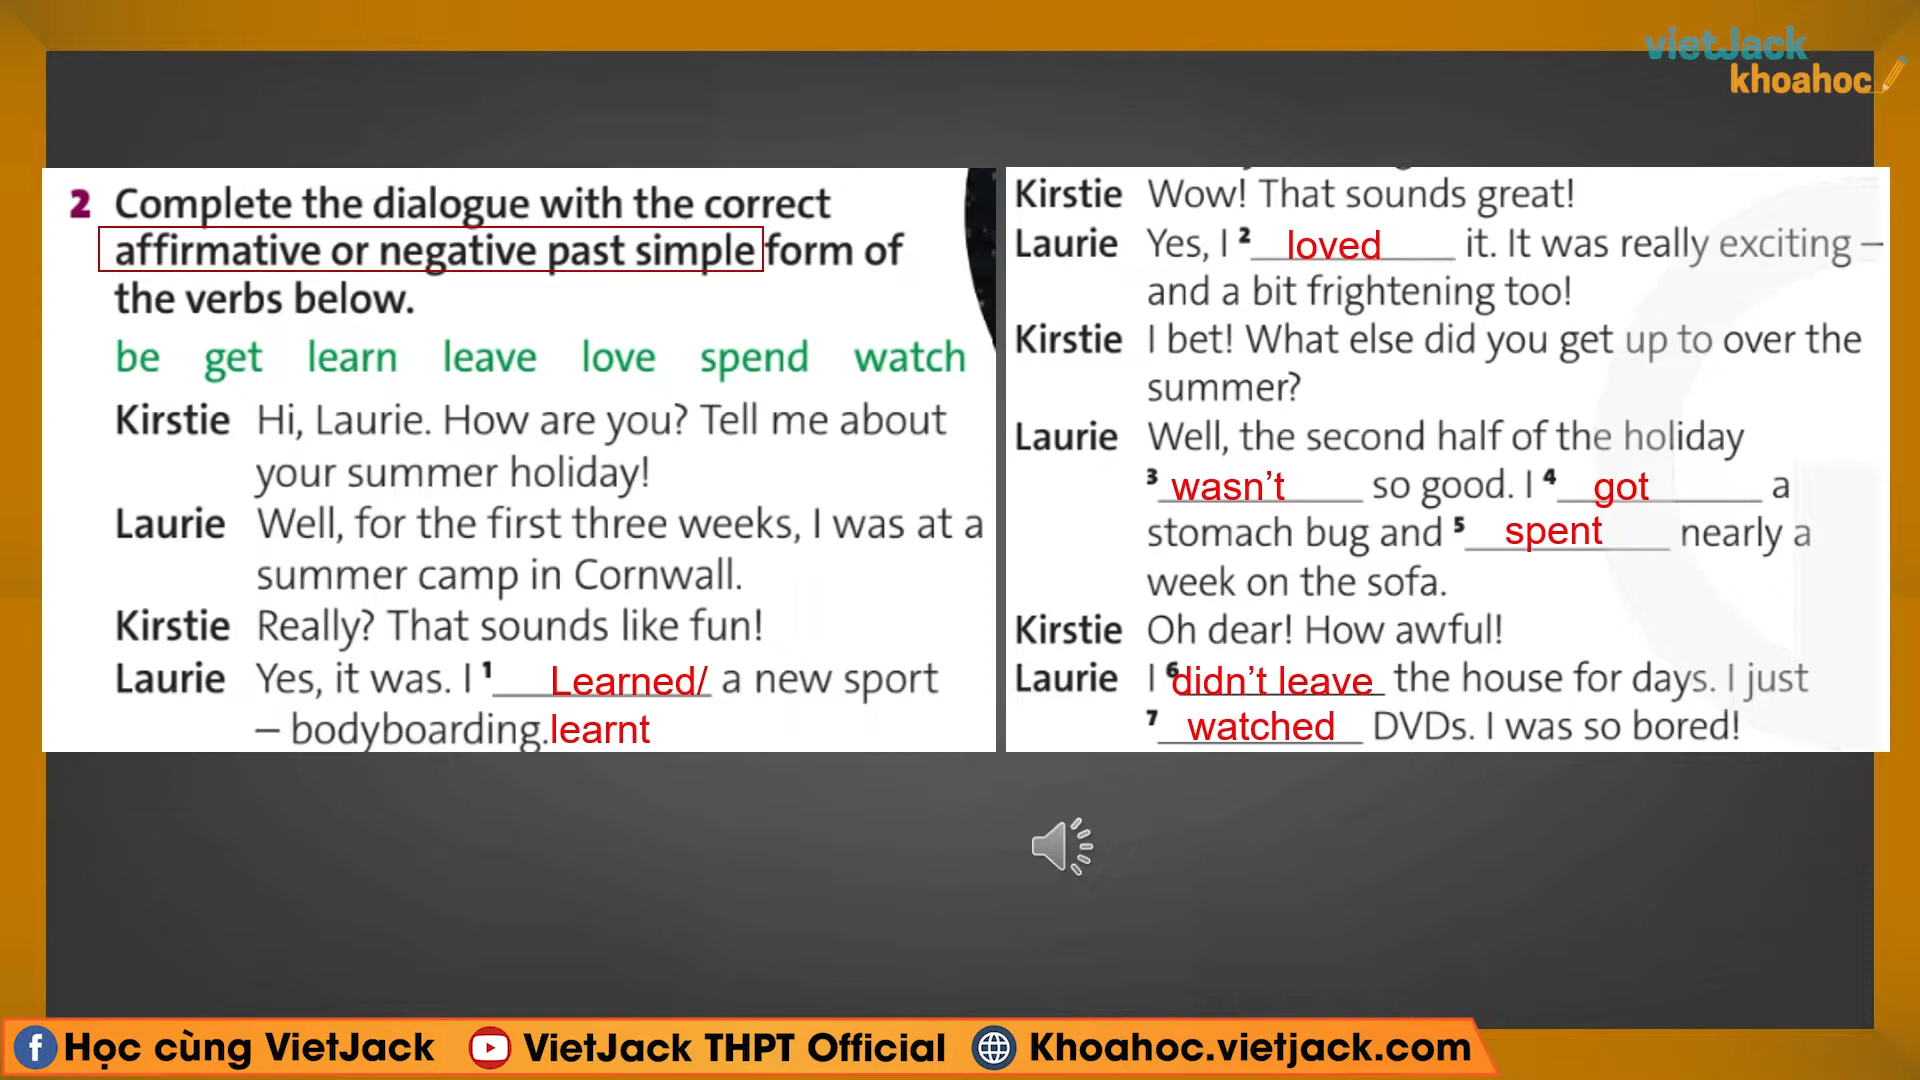 vietJack
khoahoc
2 Complete the dialogue with the correct
affirmative or negative past simple form of
the verbs below.
be get learn leave love spend watch
Kirstie Hi, Laurie. How are you? Tell me about
your summer holiday!
Laurie Well, for the first three weeks, I was at a
summer camp in Cornwall.
Kirstie Really? That sounds like fun!
Laurie Yes, it was. I ¹ Learned/ a new sport
– bodyboarding. learnt
Kirstie Wow! That sounds great!
Laurie Yes, I ² loved it. It was really exciting –
and a bit frightening too!
Kirstie I bet! What else did you get up to over the
summer?
Laurie Well, the second half of the holiday
³ wasn’t so good. I ⁴ got a
stomach bug and ⁵ spent nearly a
week on the sofa.
Kirstie Oh dear! How awful!
Laurie I ⁶ didn’t leave the house for days. I just
⁷ watched DVDs. I was so bored!
Học cùng VietJack VietJack THPT Official Khoahoc.vietjack.com